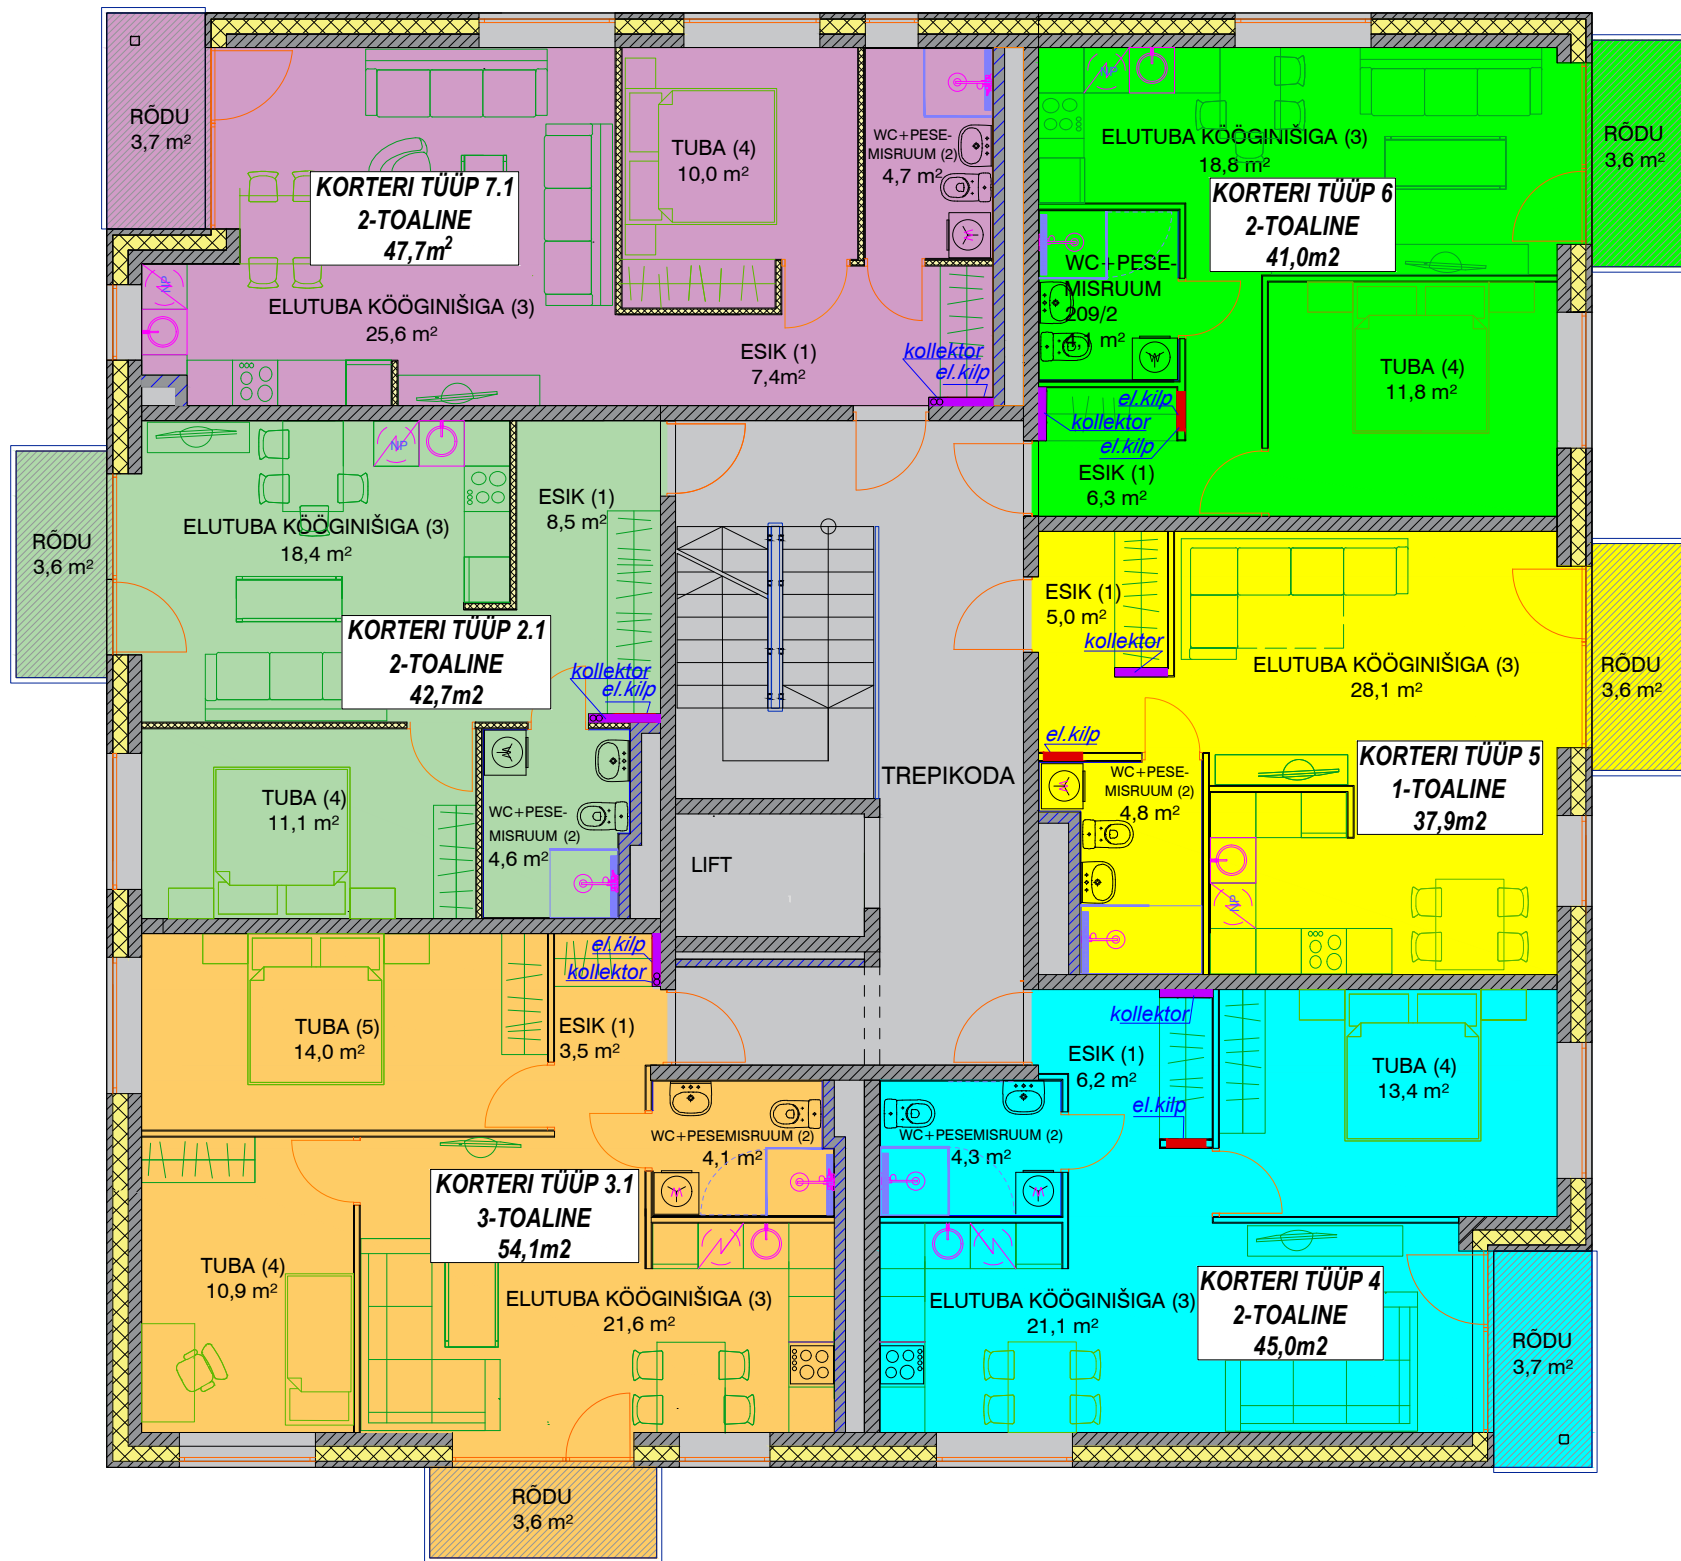 RÕDU
3,7 m²
KORTERI TÜÜP 7.1
2-TOALINE
47,7m²
TUBA (4)
10,0 m²
WC+PESE-
MISRUUM (2)
4,7 m²
NP
ELUTUBA KÖÖGINIŠIGA (3)
25,6 m²
ESIK (1)
7,4m²
kollektor
el.kilp
NP
ELUTUBA KÖÖGINIŠIGA (3)
18,8 m²
KORTERI TÜÜP 6
2-TOALINE
41,0m2
RÕDU
3,6 m²
WC+PESE-
MISRUUM
209/2
4,1 m²
TUBA (4)
11,8 m²
el.kilp
kollektor
el.kilp
ESIK (1)
6,3 m²
RÕDU
3,6 m²
NP
ELUTUBA KÖÖGINIŠIGA (3)
18,4 m²
ESIK (1)
8,5 m²
KORTERI TÜÜP 2.1
2-TOALINE
42,7m2
kollektor
el.kilp
TUBA (4)
11,1 m²
WC+PESE-
MISRUUM (2)
4,6 m²
TREPIKODA
LIFT
ESIK (1)
5,0 m²
kollektor
ELUTUBA KÖÖGINIŠIGA (3)
28,1 m²
RÕDU
3,6 m²
el.kilp
WC+PESE-
MISRUUM (2)
4,8 m²
KORTERI TÜÜP 5
1-TOALINE
37,9m2
NP
el.kilp
kollektor
TUBA (5)
14,0 m²
ESIK (1)
3,5 m²
WC+PESEMISRUUM (2)
4,1 m²
KORTERI TÜÜP 3.1
3-TOALINE
54,1m2
TUBA (4)
10,9 m²
ELUTUBA KÖÖGINIŠIGA (3)
21,6 m²
RÕDU
3,6 m²
kollektor
ESIK (1)
6,2 m²
el.kilp
TUBA (4)
13,4 m²
WC+PESEMISRUUM (2)
4,3 m²
ELUTUBA KÖÖGINIŠIGA (3)
21,1 m²
KORTERI TÜÜP 4
2-TOALINE
45,0m2
RÕDU
3,7 m²